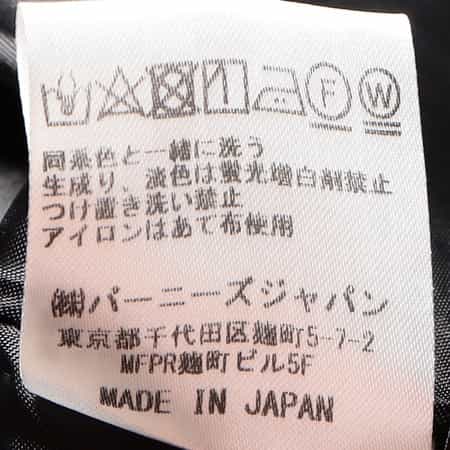 F W
同系色と一緒に洗う
生成り、淡色は蛍光増白剤禁止
つけ置き洗い禁止
アイロンはあて布使用
㈱バーニーズジャパン
東京都千代田区麹町5-7-2
MFPR麹町ビル5F
MADE IN JAPAN